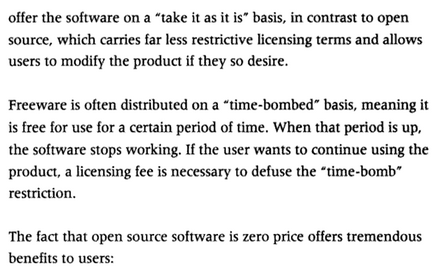 offer the software on a “take it as it is” basis, in contrast to open
source, which carries far less restrictive licensing terms and allows
users to modify the product if they so desire.
Freeware is often distributed on a “time-bombed” basis, meaning it
is free for use for a certain period of time. When that period is up,
the software stops working. If the user wants to continue using the
product, a licensing fee is necessary to defuse the “time-bomb”
restriction.
The fact that open source software is zero price offers tremendous
benefits to users: